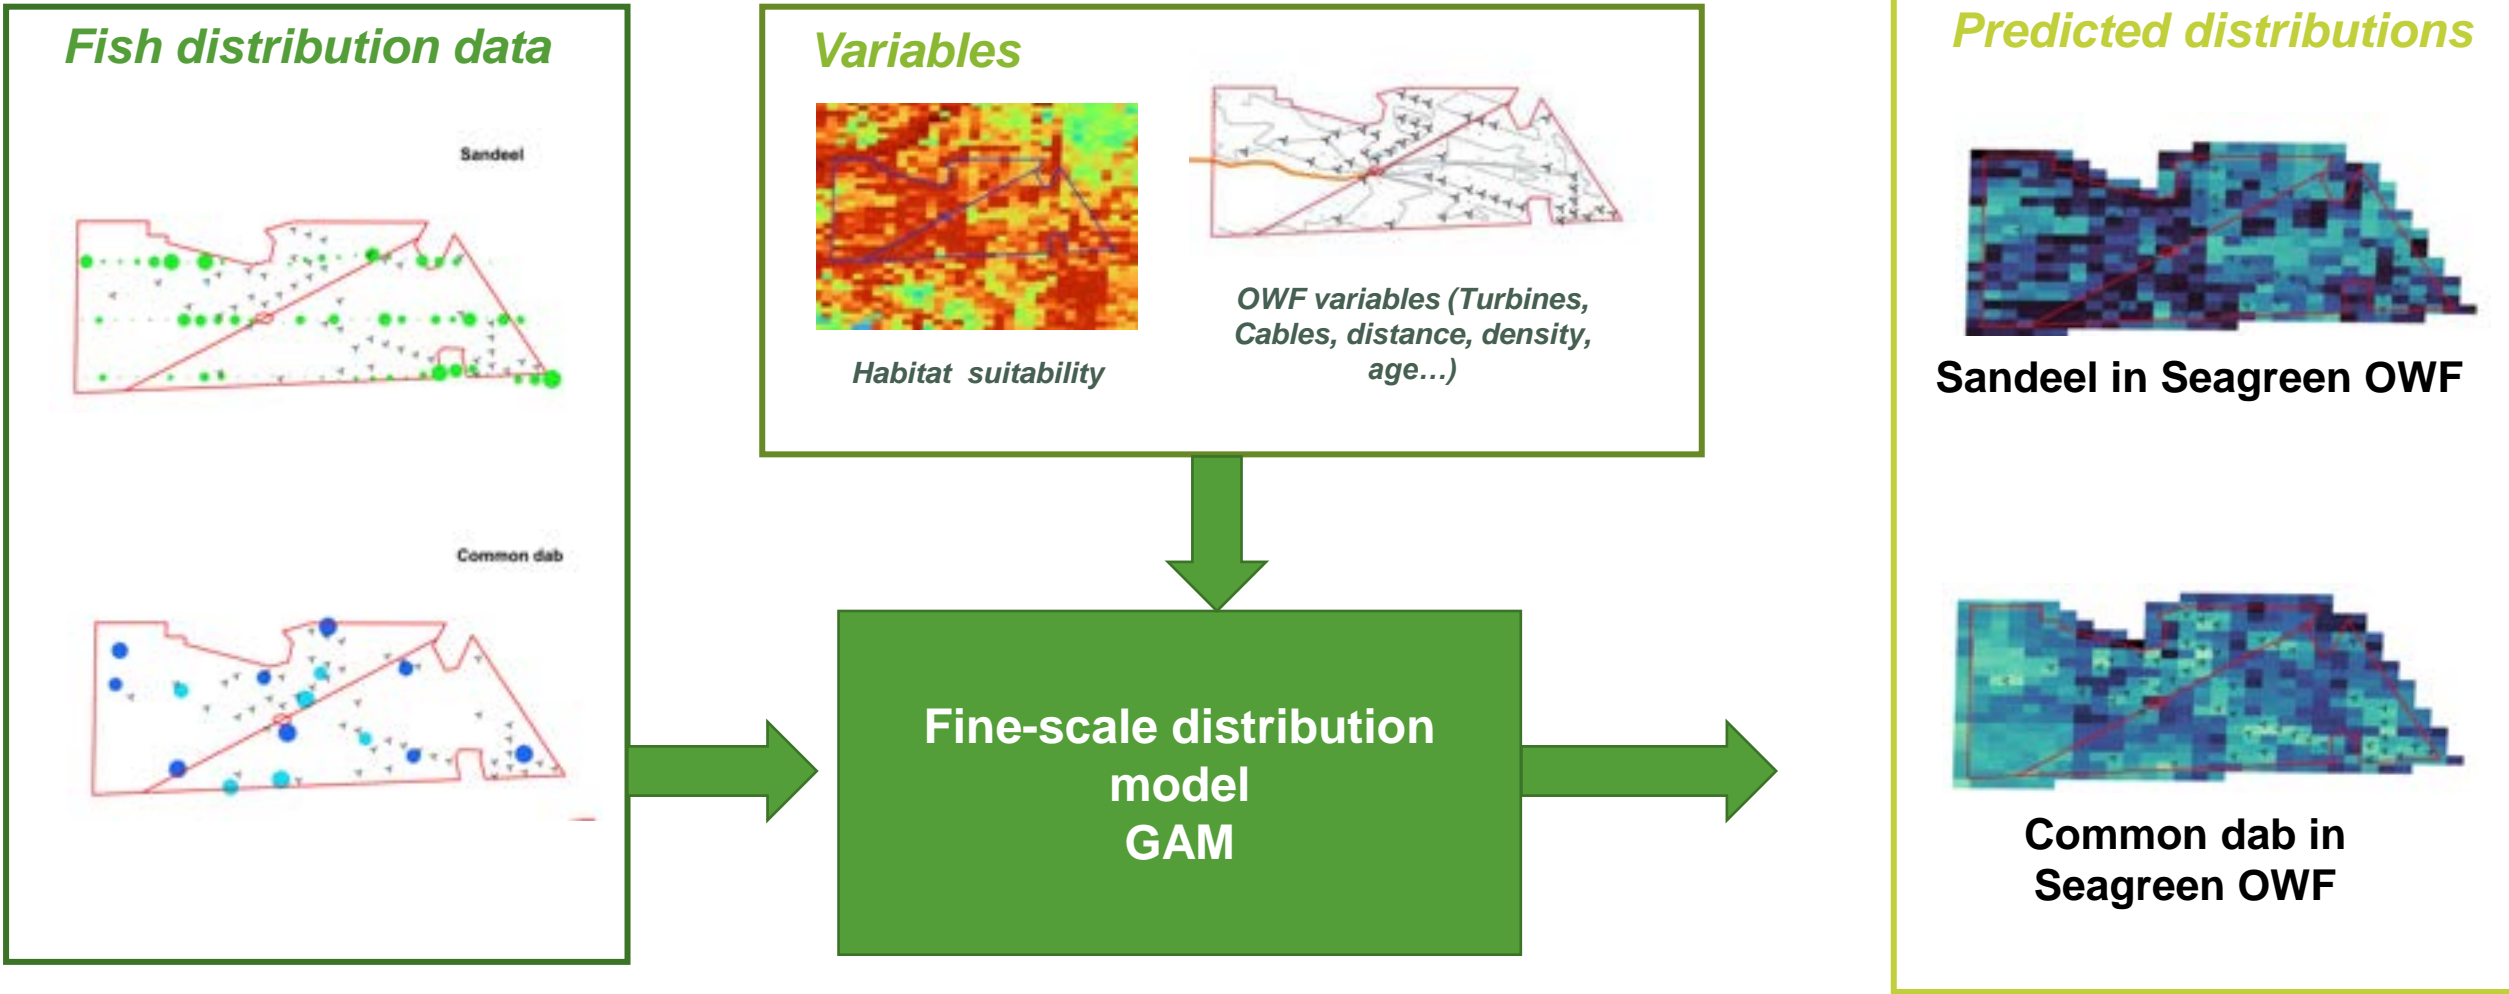 Fish distribution data
Sandeel
Common dab
Variables
Habitat suitability
OWF variables (Turbines,
Cables, distance, density,
age…)
Fine-scale distribution
model
GAM
Predicted distributions
Sandeel in Seagreen OWF
Common dab in
Seagreen OWF